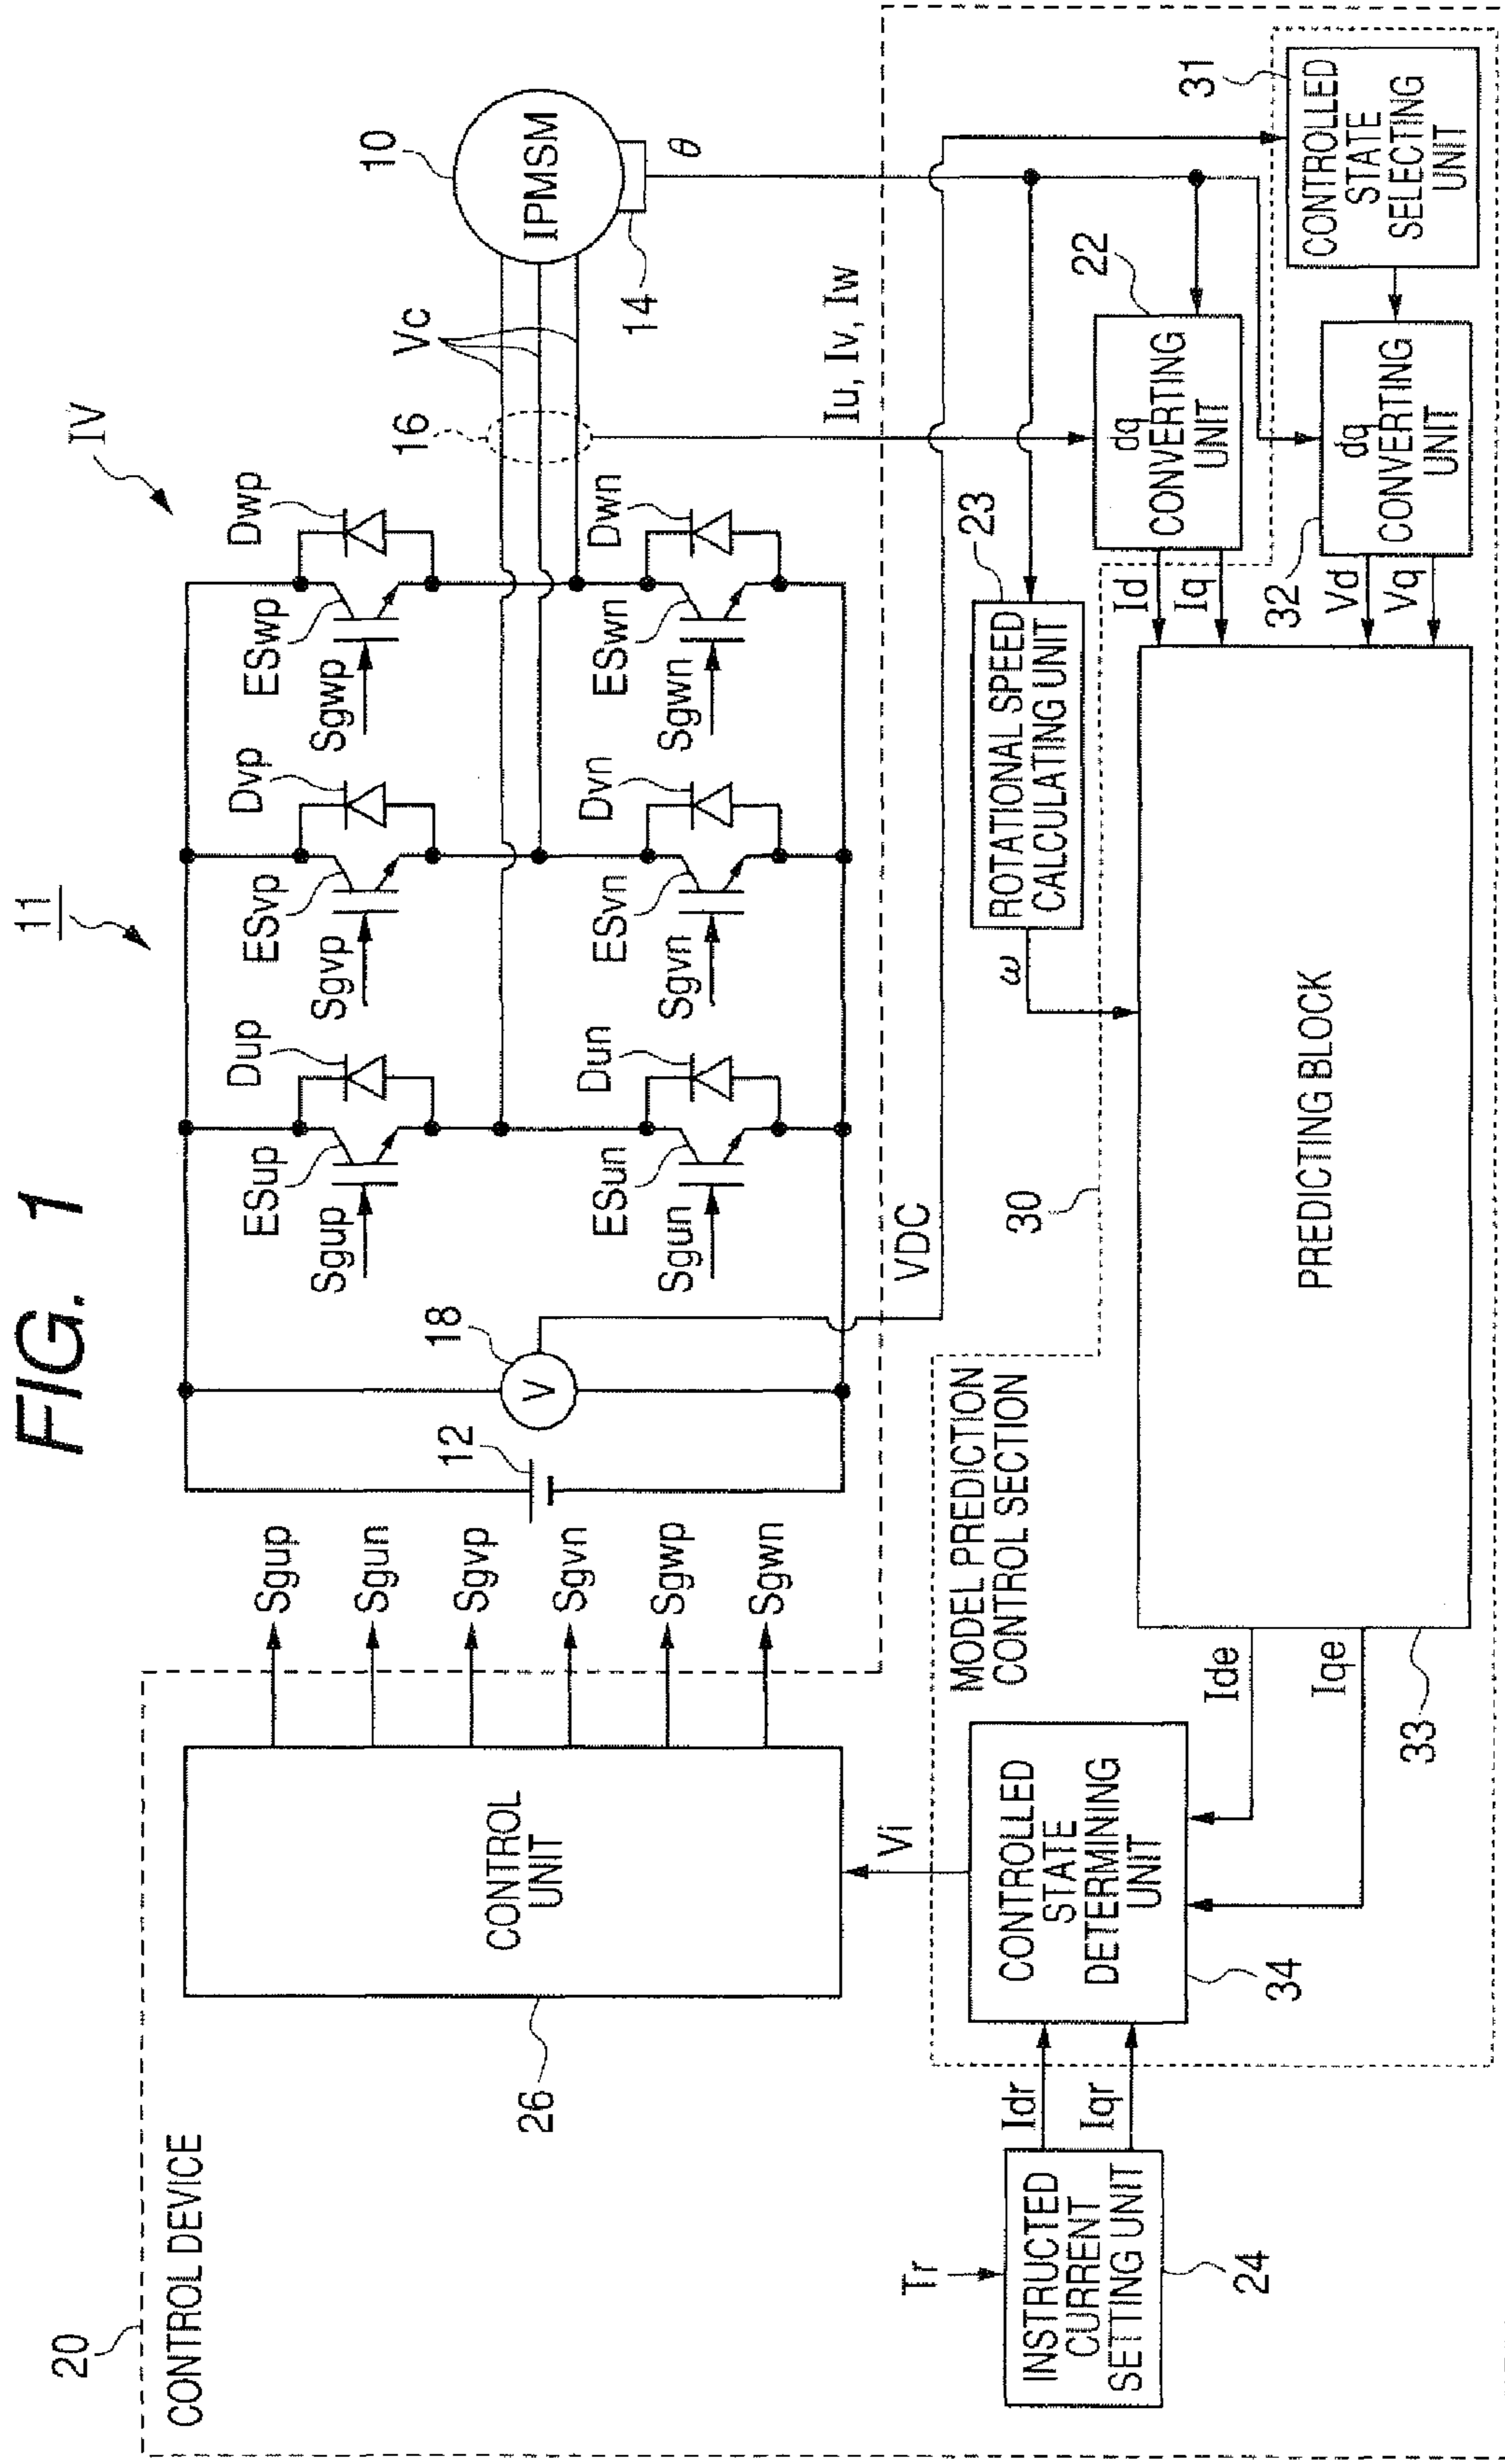 FIG. 1
11
IV
10
IPMSM
14
θ
16
Vc
Iu, Iv, Iw
Dup
Dvp
Dwp
ESup
ESvp
ESwp
Sgup
Sgvp
Sgwp
Dun
Dvn
Dwn
ESun
ESvn
ESwn
Sgun
Sgvn
Sgwn
12
18
V
VDC
20
CONTROL DEVICE
CONTROL
UNIT
26
Sgup
Sgun
Sgvp
Sgvn
Sgwp
Sgwn
Vi
MODEL PREDICTION
CONTROL SECTION
30
23
ROTATIONAL SPEED
CALCULATING UNIT
ω
22
dq
CONVERTING
UNIT
Id
Iq
31
CONTROLLED
STATE
SELECTING
UNIT
32
dq
CONVERTING
UNIT
Vd
Vq
PREDICTING BLOCK
33
Ide
Iqe
CONTROLLED
STATE
DETERMINING
UNIT
34
Idr
Iqr
Tr
INSTRUCTED
CURRENT
SETTING UNIT
24